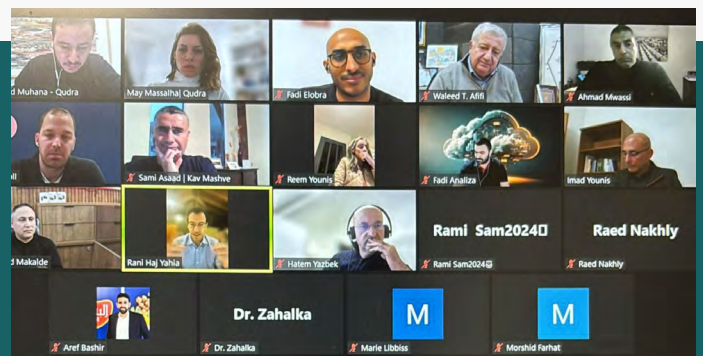 d Muhana - Qudra
May Massalha| Qudra
Fadi Elobra
Waleed T. Afifi
Ahmad Mwassi
oll
Sami Asaad | Kav Mashve
Reem Younis
Fadi Analiza
Imad Younis
d Makalde
Rani Haj Yahia
Hatem Yazbek
Rami Sam2024
Rami Sam2024
Raed Nakhly
Raed Nakhly
Aref Bashir
Dr. Zahalka
Dr. Zahalka
M
Marie Libbiss
M
Morshid Farhat